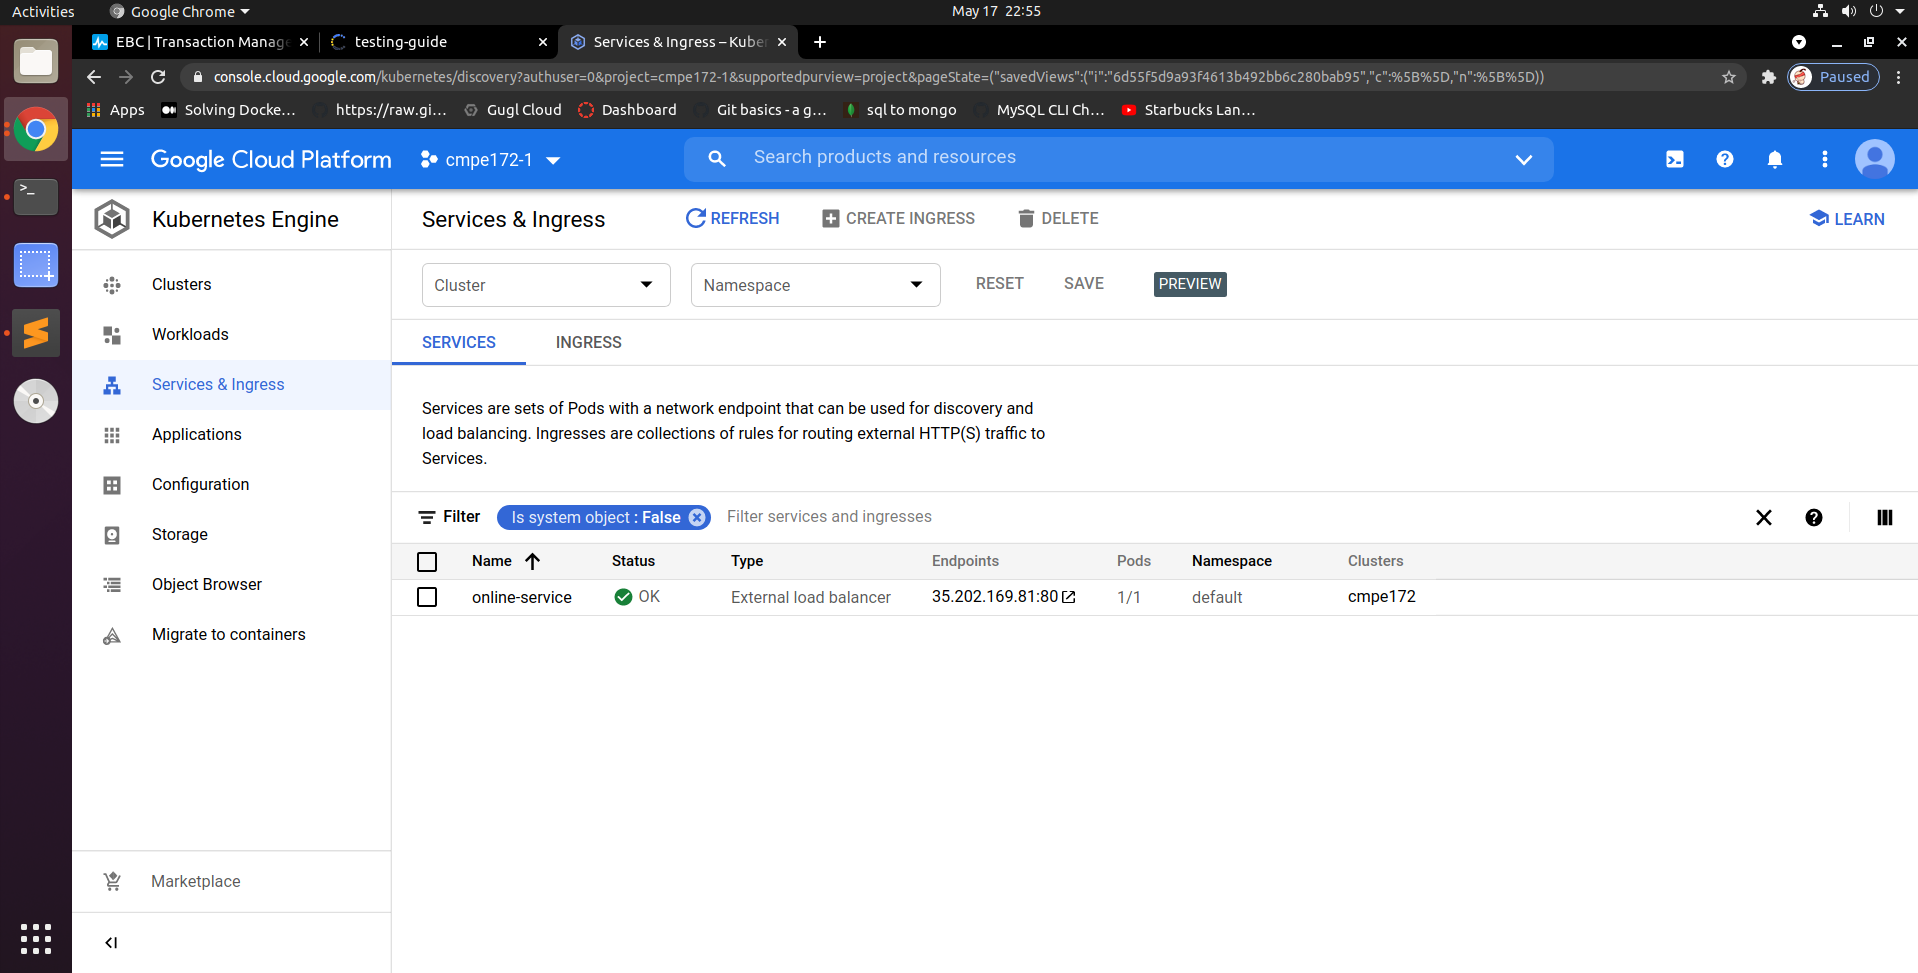 Activities
Google Chrome
May 17 22:55
EBC | Transaction Manage
testing-guide
Services & Ingress – Kuber
console.cloud.google.com/kubernetes/discovery?authuser=0&project=cmpe172-1&supportedpurview=project&pageState=("savedViews":("i":"6d55f5d9a93f4613b492bb6c280bab95","c":%5B%5D,"n":%5B%5D))
Paused
Apps
Solving Docke...
https://raw.gi...
Gugl Cloud
Dashboard
Git basics - a g...
sql to mongo
MySQL CLI Ch...
Starbucks Lan...
Google Cloud Platform
cmpe172-1
Search products and resources
Kubernetes Engine
Services & Ingress
REFRESH
CREATE INGRESS
DELETE
LEARN
Clusters
Workloads
Services & Ingress
Applications
Configuration
Storage
Object Browser
Migrate to containers
Marketplace
Cluster
Namespace
RESET
SAVE
PREVIEW
SERVICES
INGRESS
Services are sets of Pods with a network endpoint that can be used for discovery and
load balancing. Ingresses are collections of rules for routing external HTTP(S) traffic to
Services.
Filter
Is system object : False
Filter services and ingresses
Name Status Type Endpoints Pods Namespace Clusters
online-service OK External load balancer 35.202.169.81:80 1/1 default cmpe172